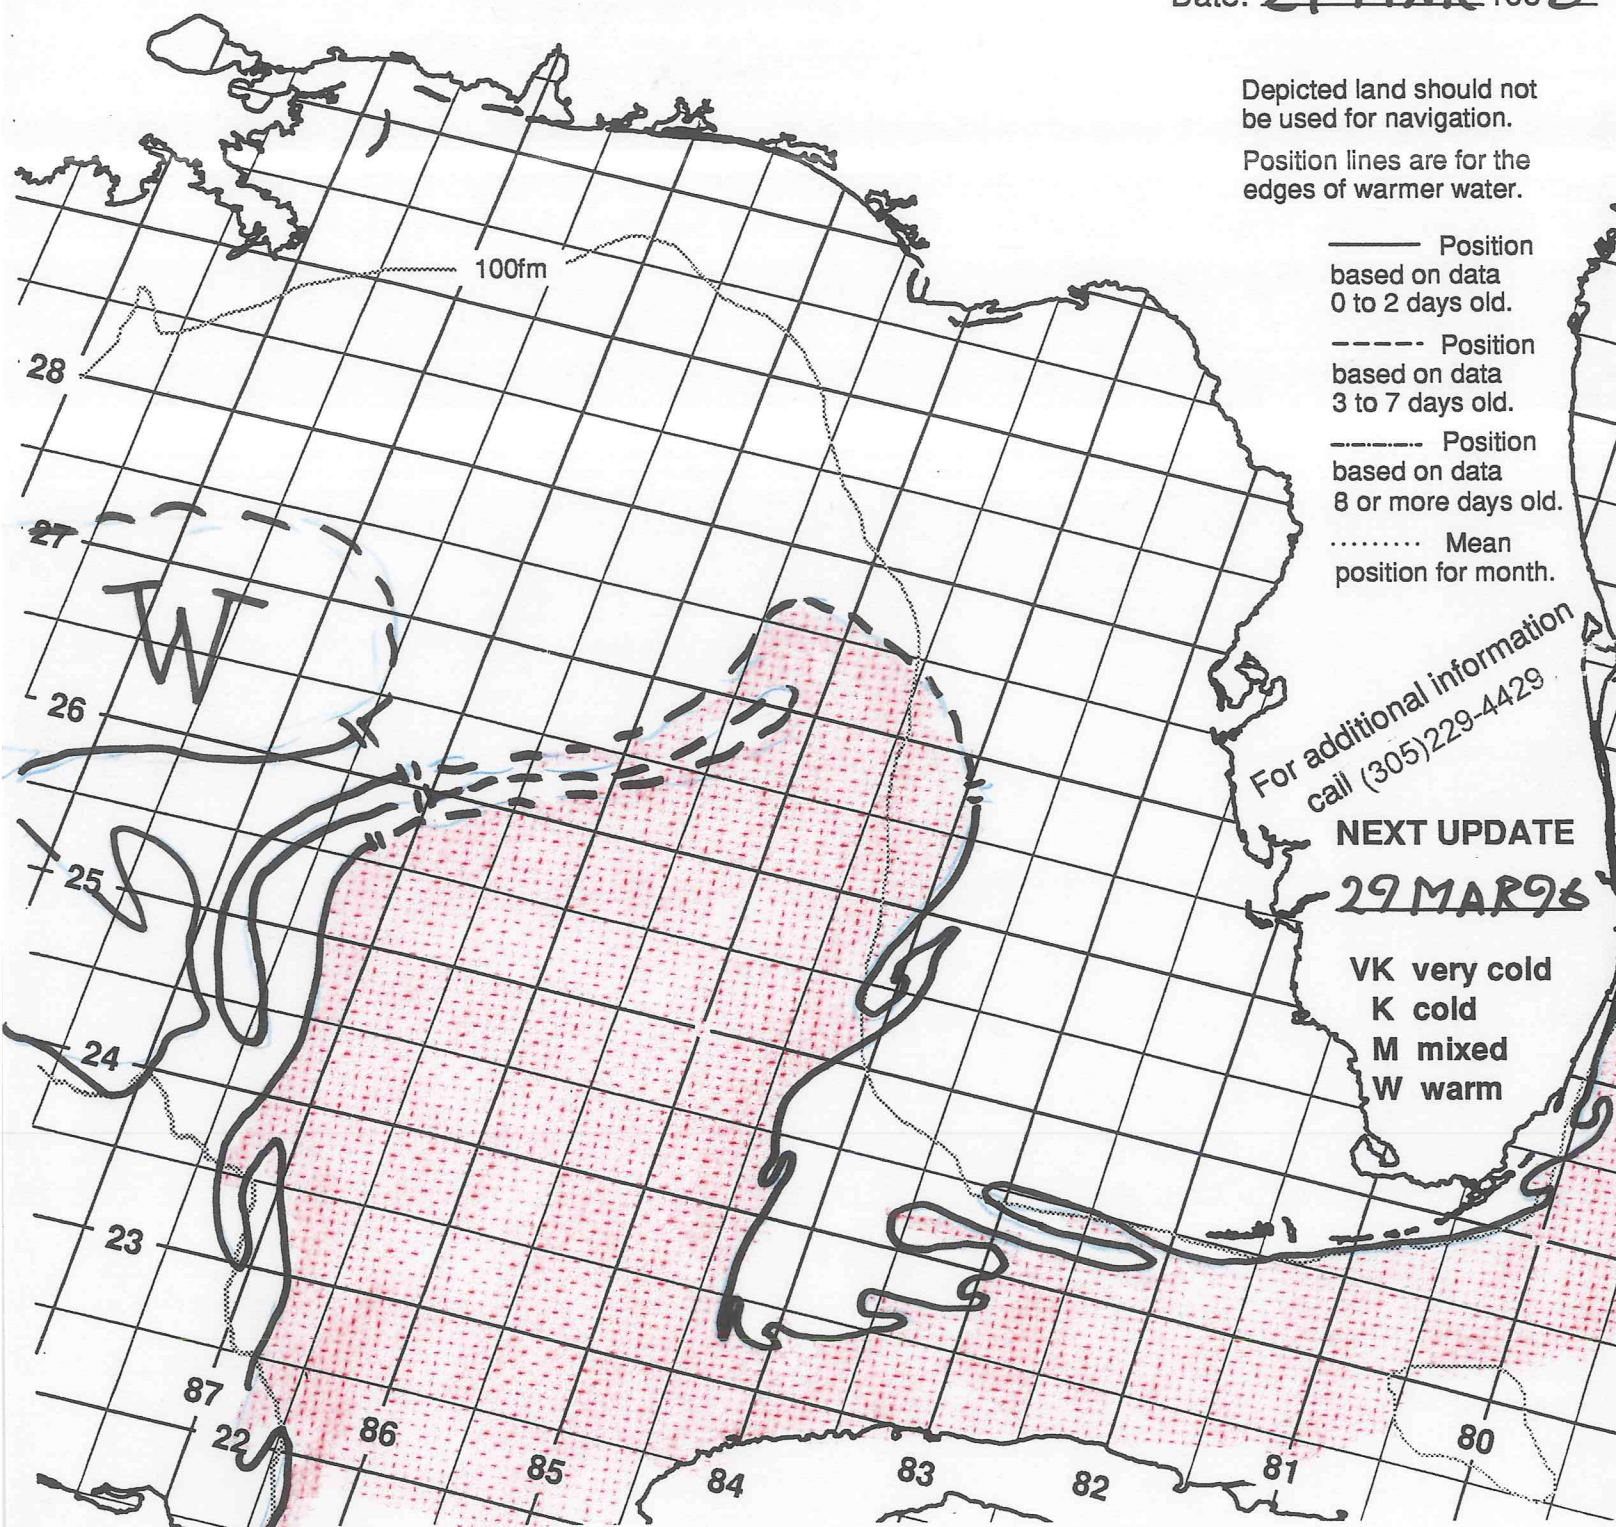 Date:
Depicted land should not
be used for navigation.
Position lines are for the
edges of warmer water.
Position
based on data
0 to 2 days old.
Position
based on data
3 to 7 days old.
Position
based on data
8 or more days old.
Mean
position for month.
For additional information
call (305)229-4429
NEXT UPDATE
29 MAR96
VK very cold
K cold
M mixed
W warm
100fm
28
27
W
26
25
24
23
87
22
86
85
84
83
82
81
80